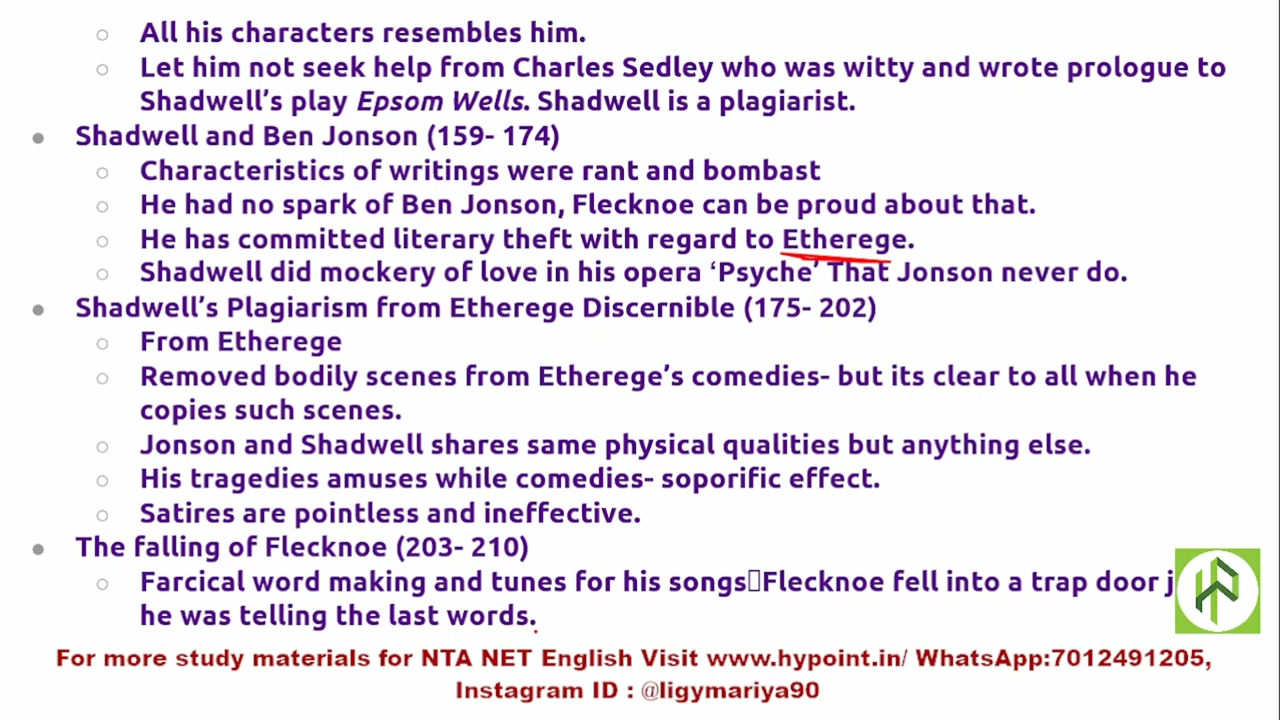 All his characters resembles him.
Let him not seek help from Charles Sedley who was witty and wrote prologue to
Shadwell's play Epsom Wells. Shadwell is a plagiarist.
Shadwell and Ben Jonson (159- 174)
Characteristics of writings were rant and bombast
He had no spark of Ben Jonson, Flecknoe can be proud about that.
He has committed literary theft with regard to Etherege.
Shadwell did mockery of love in his opera ‘Psyche’ That Jonson never do.
Shadwell’s Plagiarism from Etherege Discernible (175- 202)
From Etherege
Removed bodily scenes from Etherege’s comedies- but its clear to all when he
copies such scenes.
Jonson and Shadwell shares same physical qualities but anything else.
His tragedies amuses while comedies- soporific effect.
Satires are pointless and ineffective.
The falling of Flecknoe (203- 210)
Farcical word making and tunes for his songs Flecknoe fell into a trap door
he was telling the last words.
For more study materials for NTA NET English Visit www.hypoint.in/ WhatsApp:7012491205,
Instagram ID : @ligymariya90